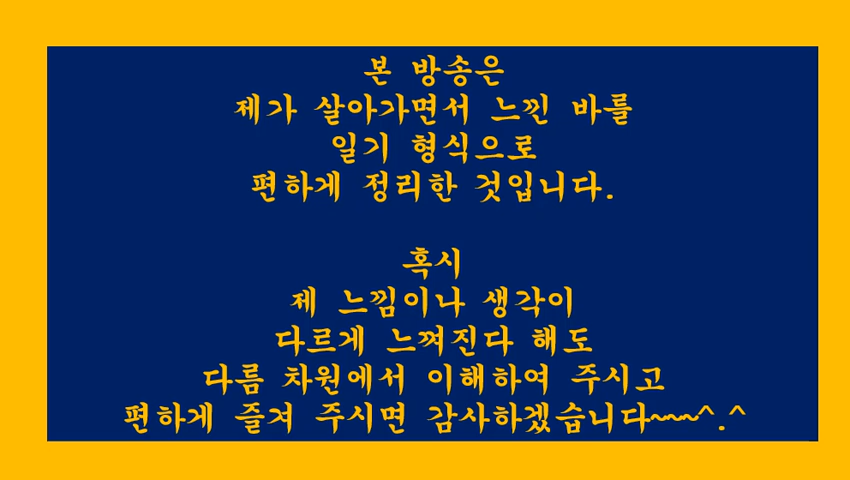 본 방송은
제가 살아가면서 느낀 바를
일기 형식으로
편하게 정리한 것입니다.
혹시
제 느낌이나 생각이
다르게 느껴진다 해도
다름 차원에서 이해하여 주시고
편하게 즐겨 주시면 감사하겠습니다~~~^.^